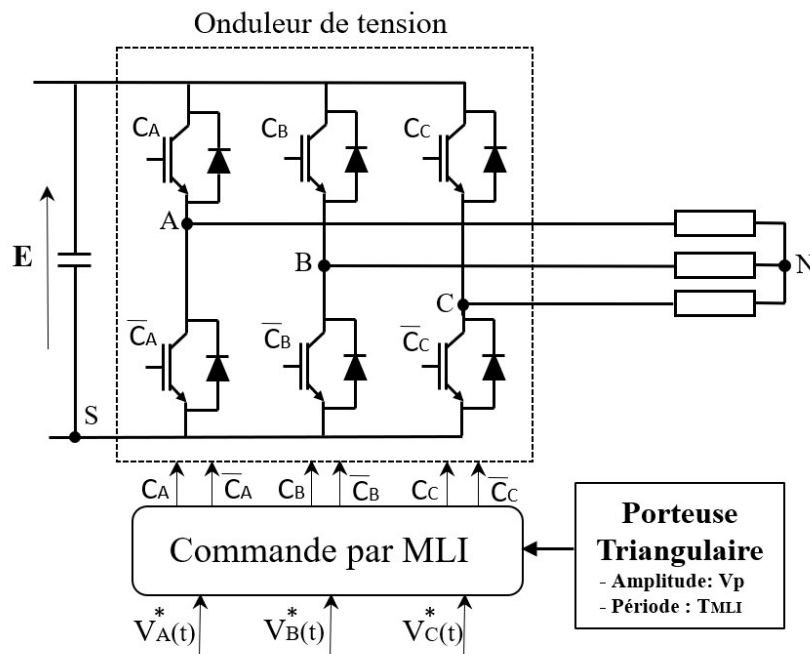 Onduleur de tension
CA CB CC
A
E B N
C
C̅A C̅B C̅C
S
CA C̅A CB C̅B CC C̅C
Commande par MLI
Porteuse
Triangulaire
- Amplitude: Vp
- Période : TMLI
V*A(t) V*B(t) V*C(t)